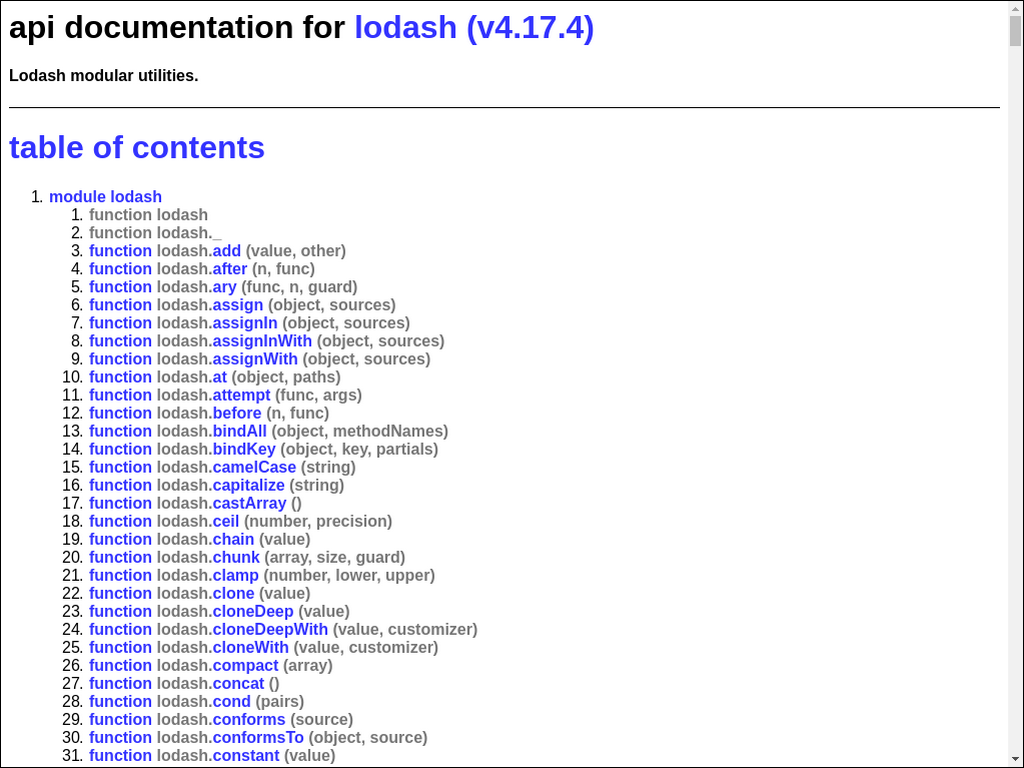 api documentation for lodash (v4.17.4)
Lodash modular utilities.
table of contents
1. module lodash
1. function lodash
2. function lodash._
3. function lodash.add (value, other)
4. function lodash.after (n, func)
5. function lodash.ary (func, n, guard)
6. function lodash.assign (object, sources)
7. function lodash.assignIn (object, sources)
8. function lodash.assignInWith (object, sources)
9. function lodash.assignWith (object, sources)
10. function lodash.at (object, paths)
11. function lodash.attempt (func, args)
12. function lodash.before (n, func)
13. function lodash.bindAll (object, methodNames)
14. function lodash.bindKey (object, key, partials)
15. function lodash.camelCase (string)
16. function lodash.capitalize (string)
17. function lodash.castArray ()
18. function lodash.ceil (number, precision)
19. function lodash.chain (value)
20. function lodash.chunk (array, size, guard)
21. function lodash.clamp (number, lower, upper)
22. function lodash.clone (value)
23. function lodash.cloneDeep (value)
24. function lodash.cloneDeepWith (value, customizer)
25. function lodash.cloneWith (value, customizer)
26. function lodash.compact (array)
27. function lodash.concat ()
28. function lodash.cond (pairs)
29. function lodash.conforms (source)
30. function lodash.conformsTo (object, source)
31. function lodash.constant (value)